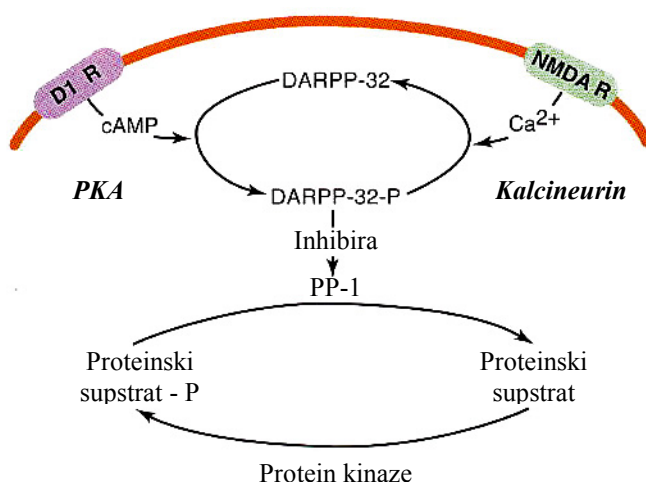 D1 R
NMDA R
DARPP-32
cAMP
Ca2+
PKA
DARPP-32-P
Kalcineurin
Inhibira
PP-1
Proteinski
supstrat - P
Proteinski
supstrat
Protein kinaze